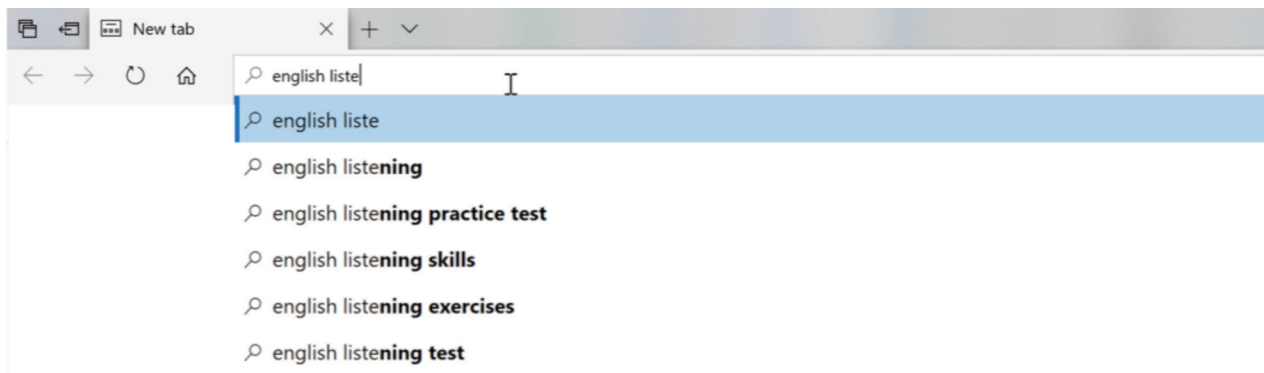 New tab
english liste
english liste
english listening
english listening practice test
english listening skills
english listening exercises
english listening test